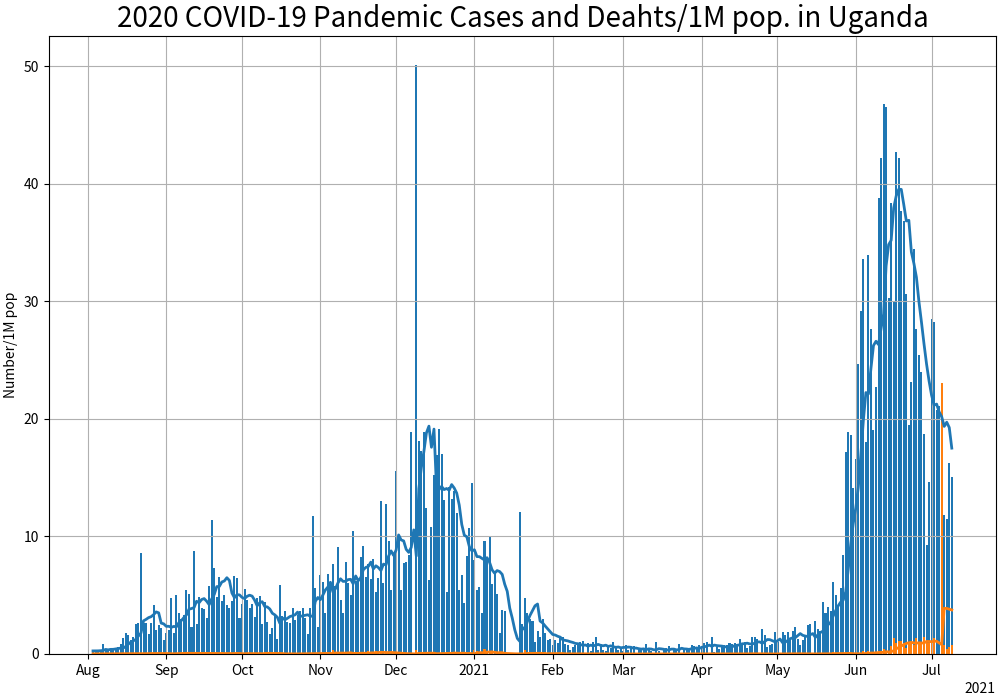 2020 COVID-19 Pandemic Cases and Deahts/1M pop. in Uganda
Number/1M pop
50
40
30
20
10
0
Aug Sep Oct Nov Dec 2021 Feb Mar Apr May Jun Jul
2021